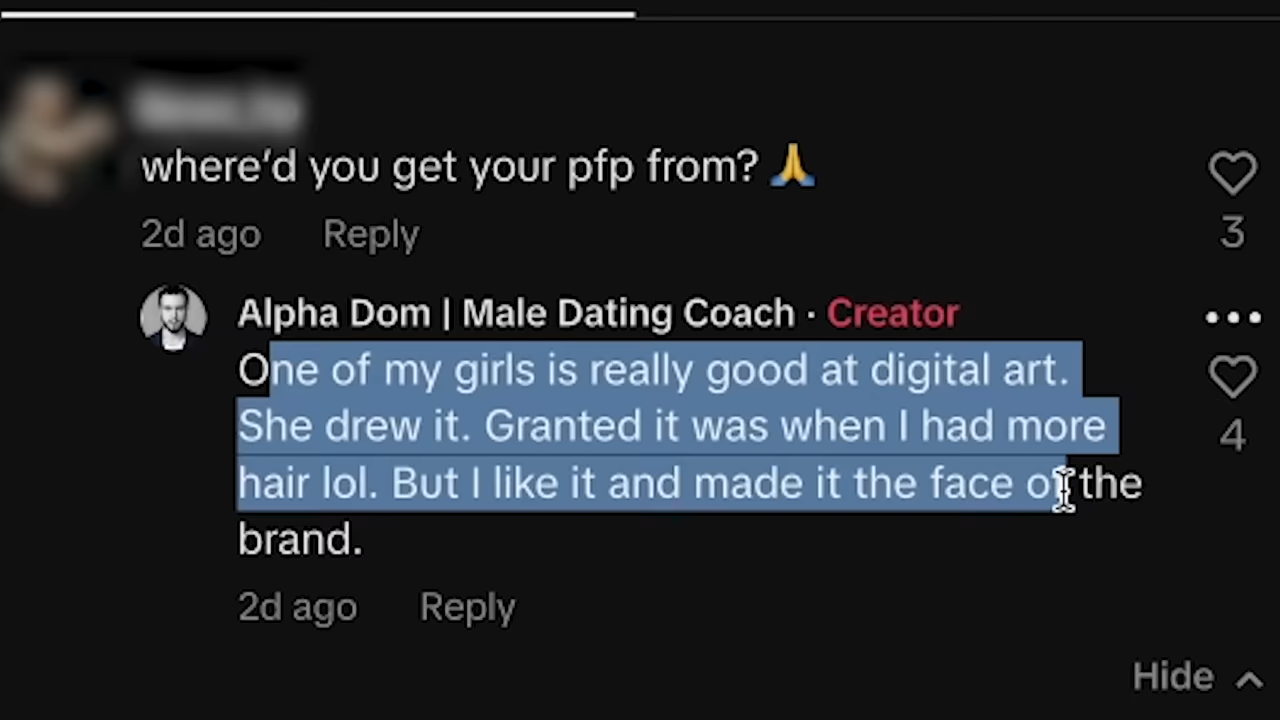 where'd you get your pfp from? 🙏
3
2d ago Reply
Alpha Dom | Male Dating Coach · Creator
One of my girls is really good at digital art.
She drew it. Granted it was when I had more
hair lol. But I like it and made it the face of the
brand.
4
2d ago Reply
Hide